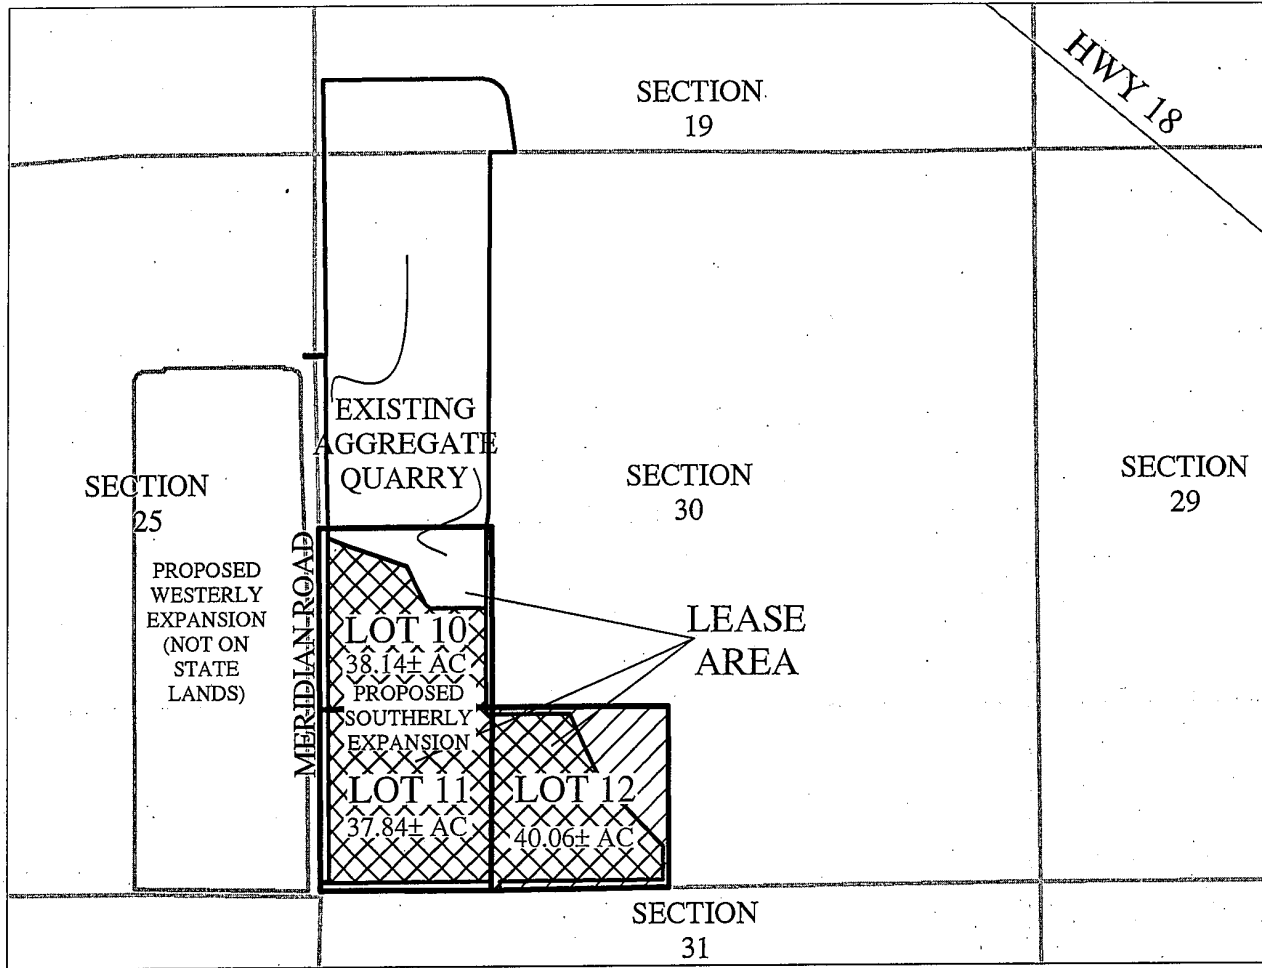 HWY 18
SECTION
19
EXISTING
AGGREGATE
QUARRY
SECTION
25
SECTION
30
SECTION
29
PROPOSED
WESTERLY
EXPANSION
(NOT ON
STATE
LANDS)
MERIDIAN ROAD
LOT 10
38.14± AC
PROPOSED
SOUTHERLY
EXPANSION
LEASE
AREA
LOT 11
37.84± AC
LOT 12
40.06± AC
SECTION
31